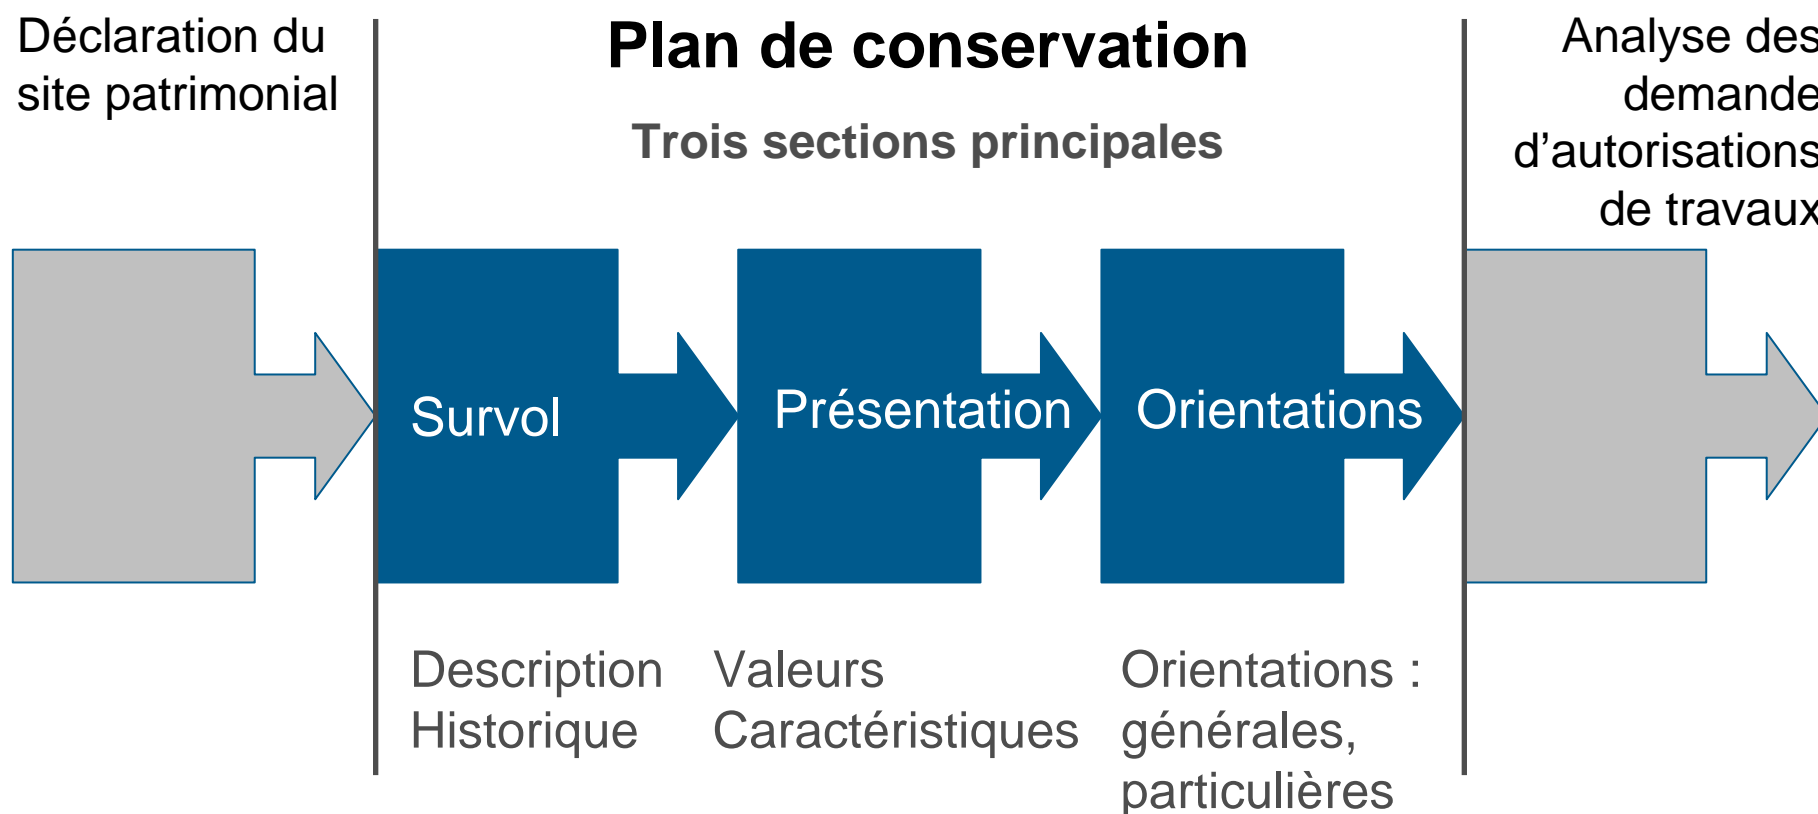 Déclaration du
site patrimonial
Plan de conservation
Trois sections principales
Analyse des
demande
d’autorisations
de travaux
Survol
Présentation
Orientations
Description
Historique
Valeurs
Caractéristiques
Orientations :
générales,
particulières